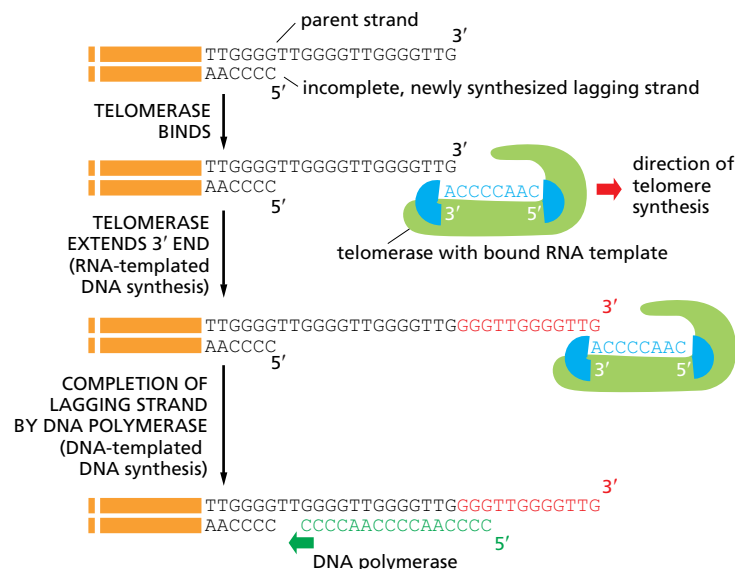 parent strand
3′
TTGGGGTTGGGGTTGGGGTTG
AACCCC
5′
incomplete, newly synthesized lagging strand
TELOMERASE
BINDS
3′
TTGGGGTTGGGGTTGGGGTTG
AACCCC
5′
ACCCCAAC
3′ 5′
direction of
telomere
synthesis
TELOMERASE
EXTENDS 3′ END
(RNA-templated
DNA synthesis)
telomerase with bound RNA template
3′
TTGGGGTTGGGGTTGGGGTTGGGGTTGGGGTTG
AACCCC
5′
ACCCCAAC
3′ 5′
COMPLETION OF
LAGGING STRAND
BY DNA POLYMERASE
(DNA-templated
DNA synthesis)
3′
TTGGGGTTGGGGTTGGGGTTGGGGTTGGGGTTG
AACCCC CCCCAACCCCAACCCC
5′
DNA polymerase